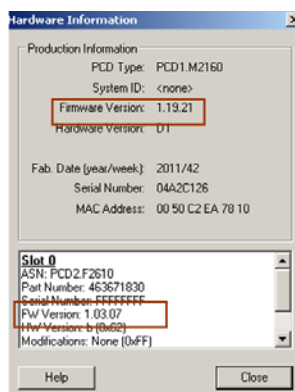 Hardware Information
Production Information
PCD Type: PCD1.M2160
System ID: <none>
Firmware Version: 1.19.21
Hardware Version: D1
Fab. Date (year/week): 2011/42
Serial Number: 04A2C126
MAC Address: 00 50 C2 EA 78 10
Slot 0
ASN: PCD2.F2610
Part Number: 463671830
Serial Number: FFFFFFFF
FW Version: 1.03.07
HW Version: b (0x62)
Modifications: None (0xFF)
Help
Close